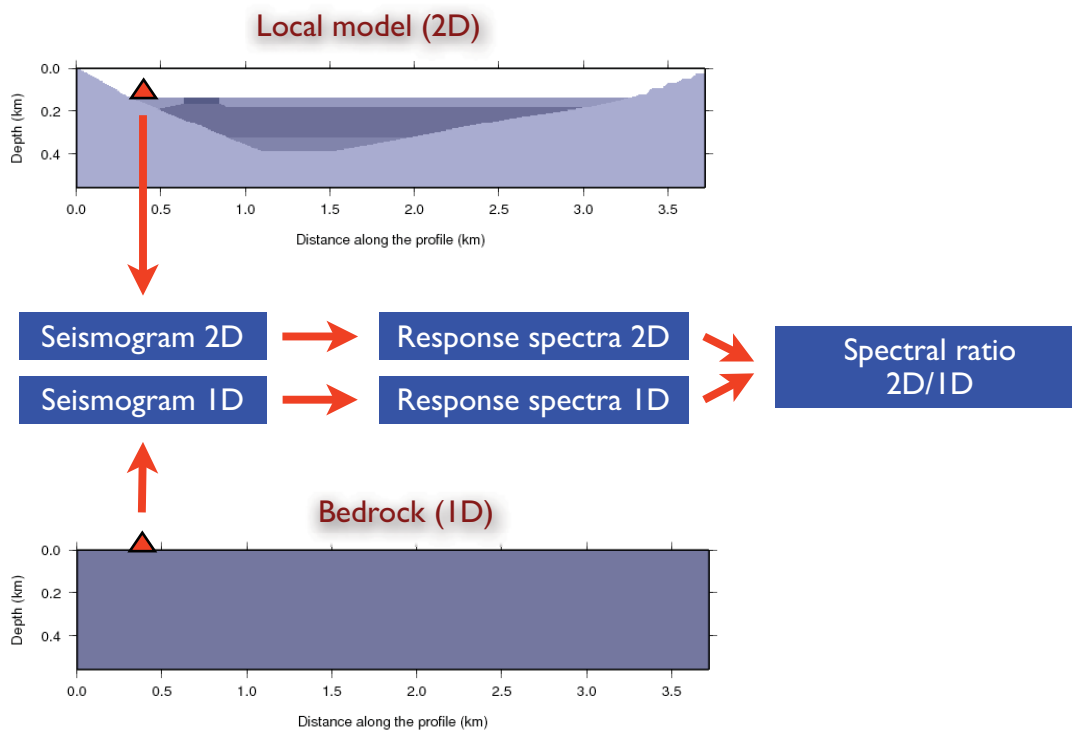 Local model (2D)
0.0
0.2
0.4
Depth (km)
0.0 0.5 1.0 1.5 2.0 2.5 3.0 3.5
Distance along the profile (km)
Seismogram 2D
Response spectra 2D
Seismogram 1D
Response spectra 1D
Spectral ratio
2D/1D
Bedrock (1D)
0.0
0.2
0.4
Depth (km)
0.0 0.5 1.0 1.5 2.0 2.5 3.0 3.5
Distance along the profile (km)